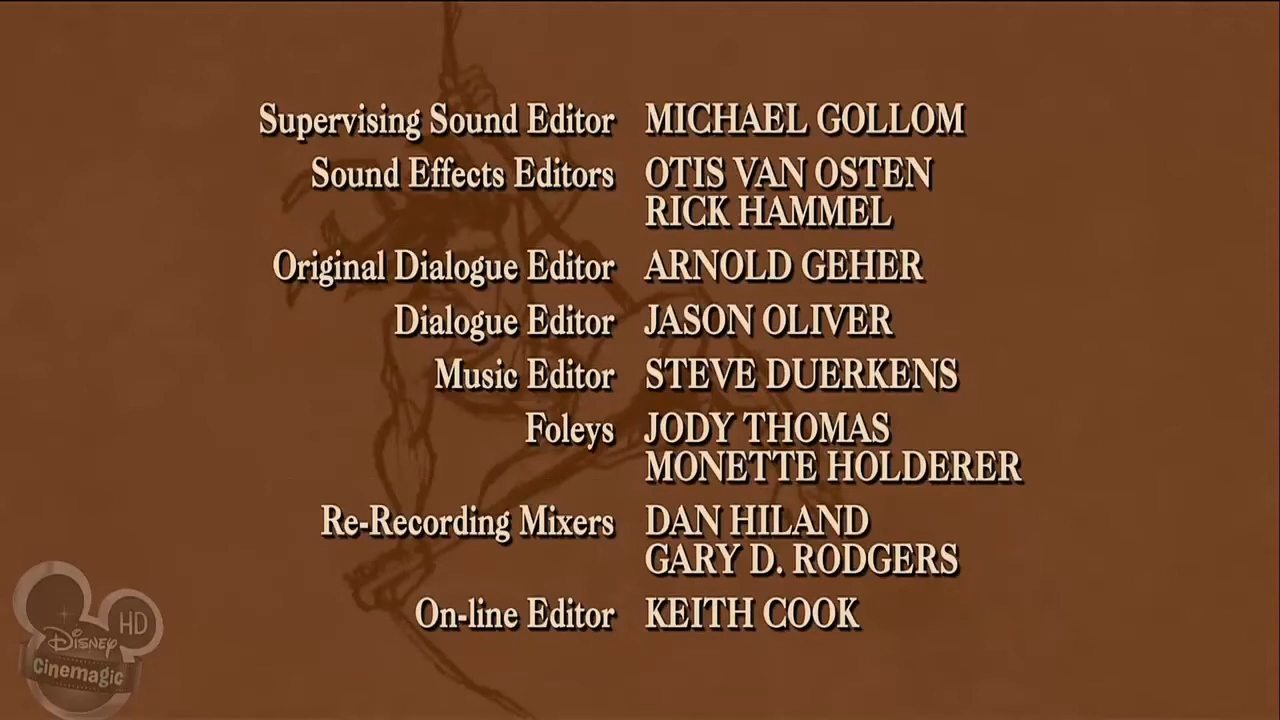 Supervising Sound Editor MICHAEL GOLLOM
Sound Effects Editors OTIS VAN OSTEN
RICK HAMMEL
Original Dialogue Editor ARNOLD GEHER
Dialogue Editor JASON OLIVER
Music Editor STEVE DUERKENS
Foleys JODY THOMAS
MONETTE HOLDERER
Re-Recording Mixers DAN HILAND
GARY D. RODGERS
On-line Editor KEITH COOK
HD
DISNEY
Cinemagic